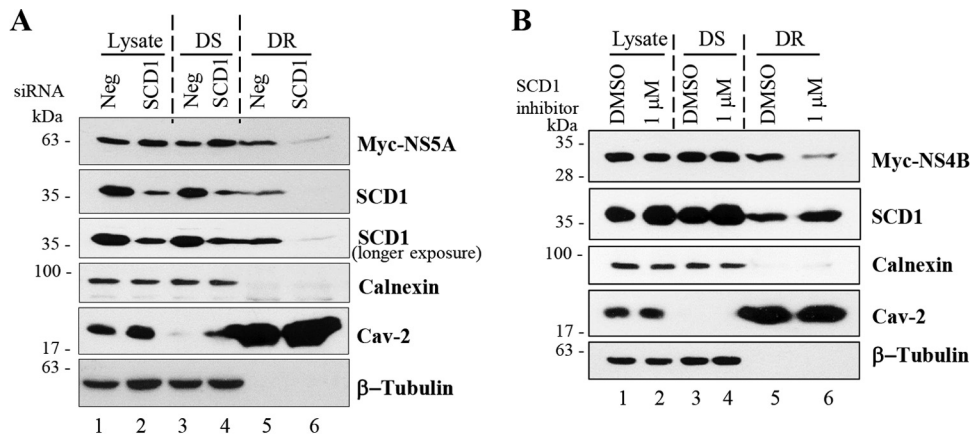 A
Lysate DS DR
siRNA Neg SCD1 Neg SCD1 Neg SCD1
kDa
63 - Myc-NS5A
35 - SCD1
35 - SCD1
(longer exposure)
100 -
Calnexin
Cav-2
17 -
63 -
β–Tubulin
1 2 3 4 5 6
B
Lysate DS DR
SCD1
inhibitor
kDa
DMSO 1 µM DMSO 1 µM DMSO 1 µM
35 -
Myc-NS4B
28 -
SCD1
35 -
100 -
Calnexin
Cav-2
17 -
63 -
β–Tubulin
1 2 3 4 5 6